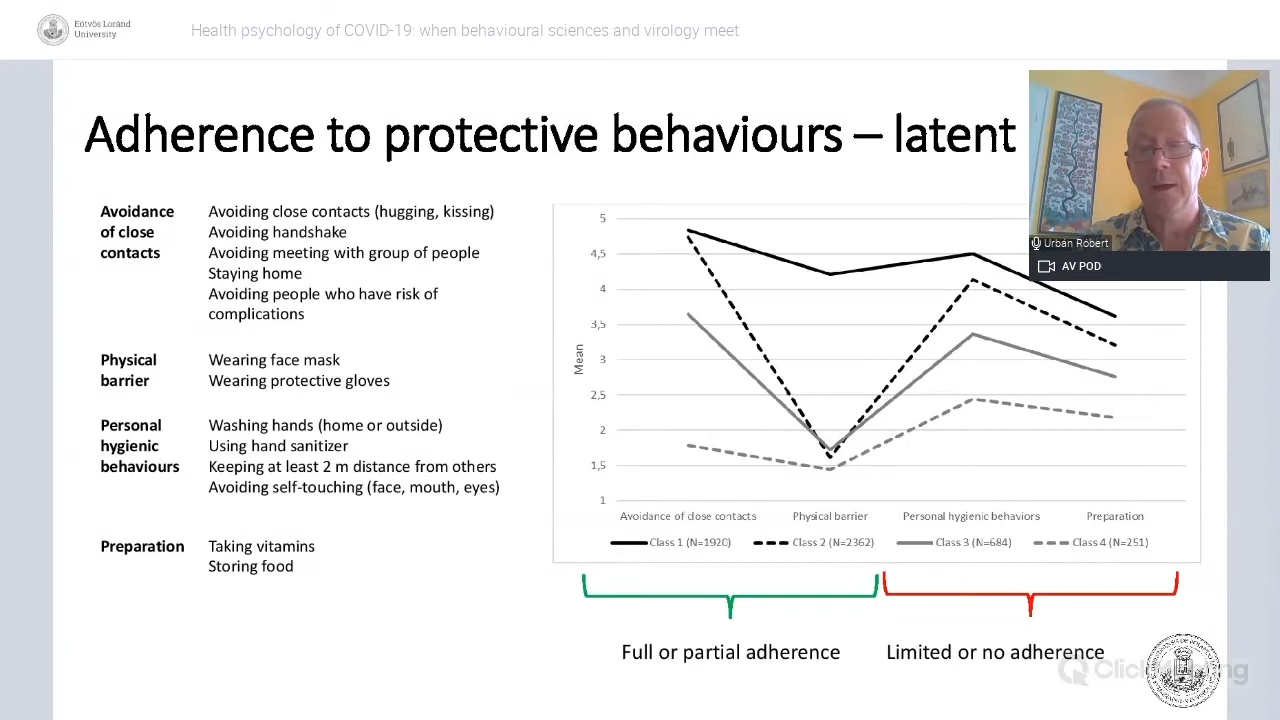 Eötvös Loránd
University
Health psychology of COVID-19: when behavioural sciences and virology meet
Adherence to protective behaviours – latent
Urbán Róbert
AV POD
Avoidance
of close
contacts
Avoiding close contacts (hugging, kissing)
Avoiding handshake
Avoiding meeting with group of people
Staying home
Avoiding people who have risk of
complications
Physical
barrier
Wearing face mask
Wearing protective gloves
Personal
hygienic
behaviours
Washing hands (home or outside)
Using hand sanitizer
Keeping at least 2 m distance from others
Avoiding self-touching (face, mouth, eyes)
Preparation
Taking vitamins
Storing food
Mean
5
4,5
4
3,5
3
2,5
2
1,5
1
Avoidance of close contacts
Physical barrier
Personal hygienic behaviors
Preparation
Class 1 (N=1920)
Class 2 (N=2362)
Class 3 (N=684)
Class 4 (N=251)
Full or partial adherence
Limited or no adherence